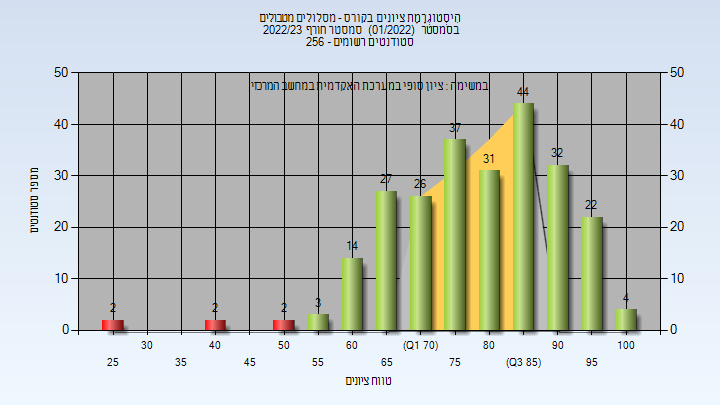 היסטוגרמת ציונים בקורס - מסלולים מטבולים
בסמסטר (01/2022) סמסטר חורף 2022/23
סטודנטים רשומים - 256
במשימה : ציון סופי במערכת האקדמית במחשב המרכזי
מספר סטודנטים
50 50
40 40
30 30
20 20
10 10
0 0
2 2 2 3 14 27 26 37 31 44 32 22 4
30 40 50 60 (Q1 70) 80 90 100
25 35 45 55 65 75 (Q3 85) 95
טווח ציונים